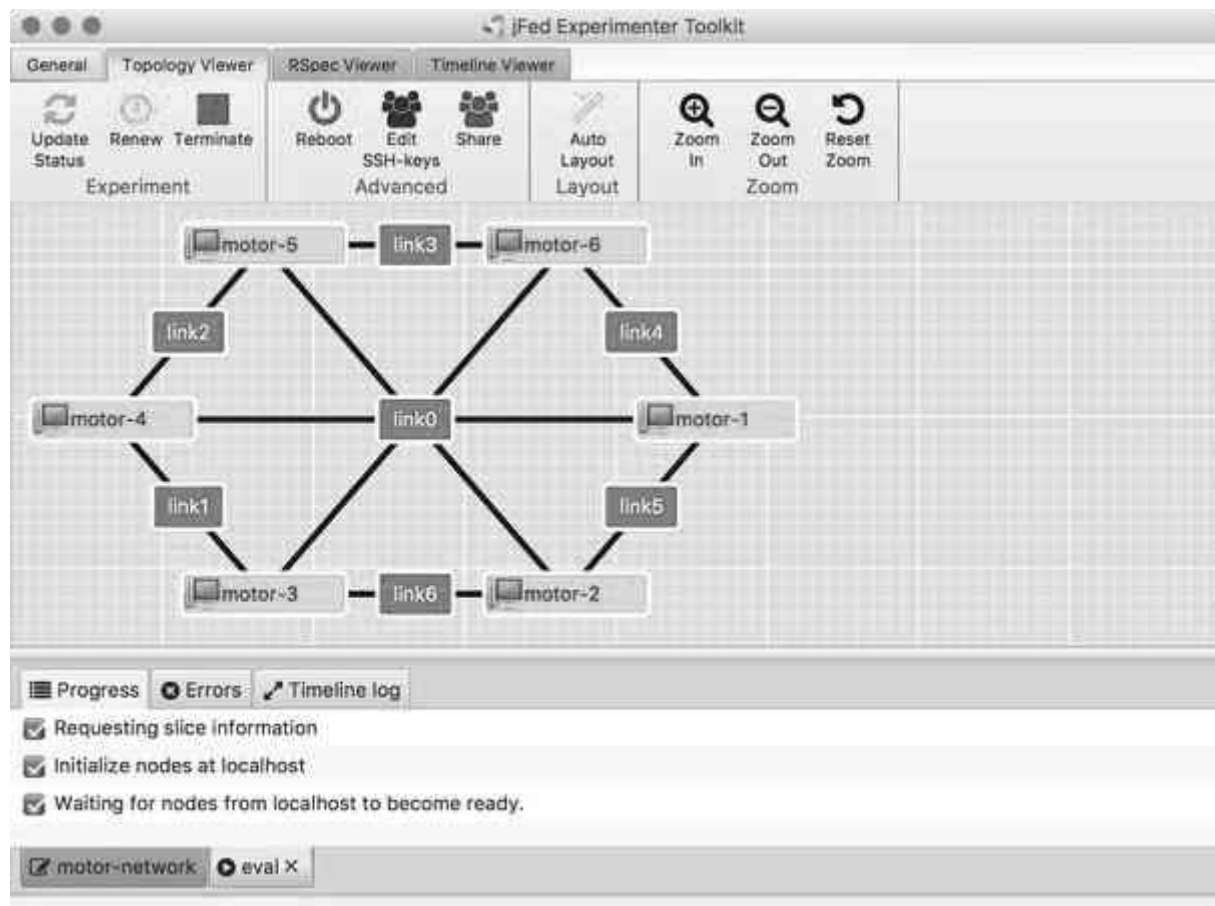 jFed Experimenter Toolkit
General Topology Viewer RSpec Viewer Timeline Viewer
Update Status Renew Terminate Reboot Edit SSH-keys Share Auto Layout Zoom In Zoom Out Reset Zoom
Experiment Advanced Layout Zoom
motor-5 link3 motor-6
link2 link4
motor-4 link0 motor-1
link1 link5
motor-3 link6 motor-2
Progress Errors Timeline log
Requesting slice information
Initialize nodes at localhost
Waiting for nodes from localhost to become ready.
motor-network eval ×